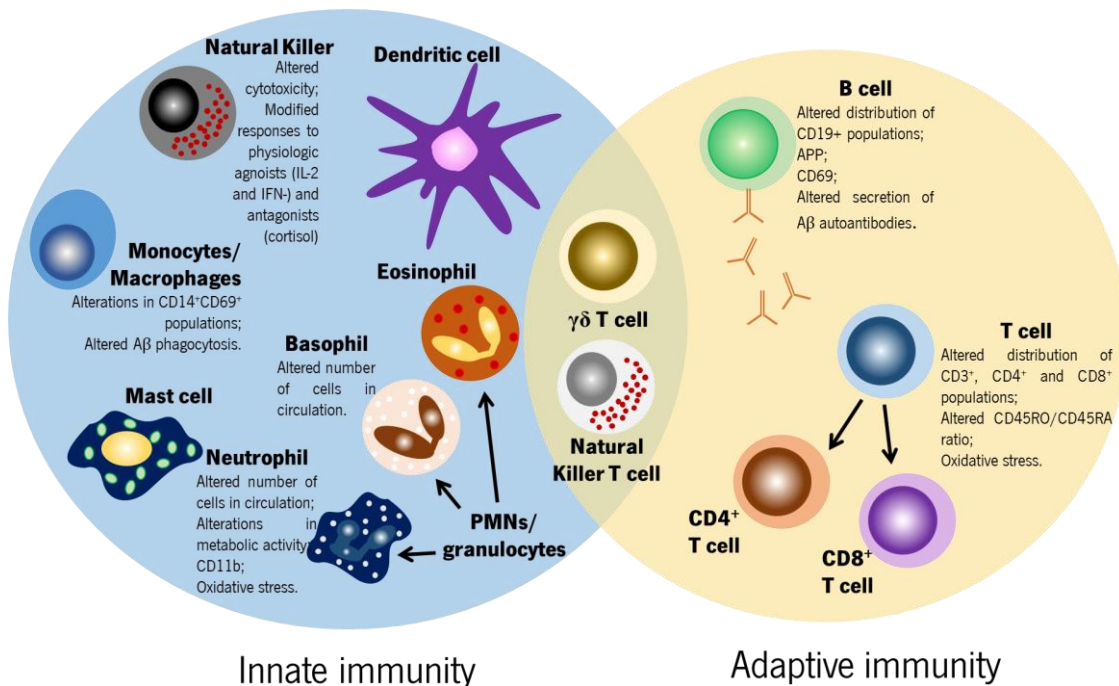 Natural Killer
Altered
cytotoxicity;
Modified
responses to
physiologic
agnoists (IL-2
and IFN-) and
antagonists
(cortisol)
Dendritic cell
Monocytes/
Macrophages
Alterations in CD14⁺CD69⁺
populations;
Altered Aβ phagocytosis.
Eosinophil
Basophil
Altered number
of cells in
circulation.
Mast cell
Neutrophil
Altered number of
cells in circulation;
Alterations in
metabolic activity;
CD11b;
Oxidative stress.
PMNs/
granulocytes
γδ T cell
Natural
Killer T cell
B cell
Altered distribution of
CD19+ populations;
APP;
CD69;
Altered secretion of
Aβ autoantibodies.
T cell
Altered distribution of
CD3⁺, CD4⁺ and CD8⁺
populations;
Altered CD45RO/CD45RA
ratio;
Oxidative stress.
CD4⁺
T cell
CD8⁺
T cell
Innate immunity
Adaptive immunity